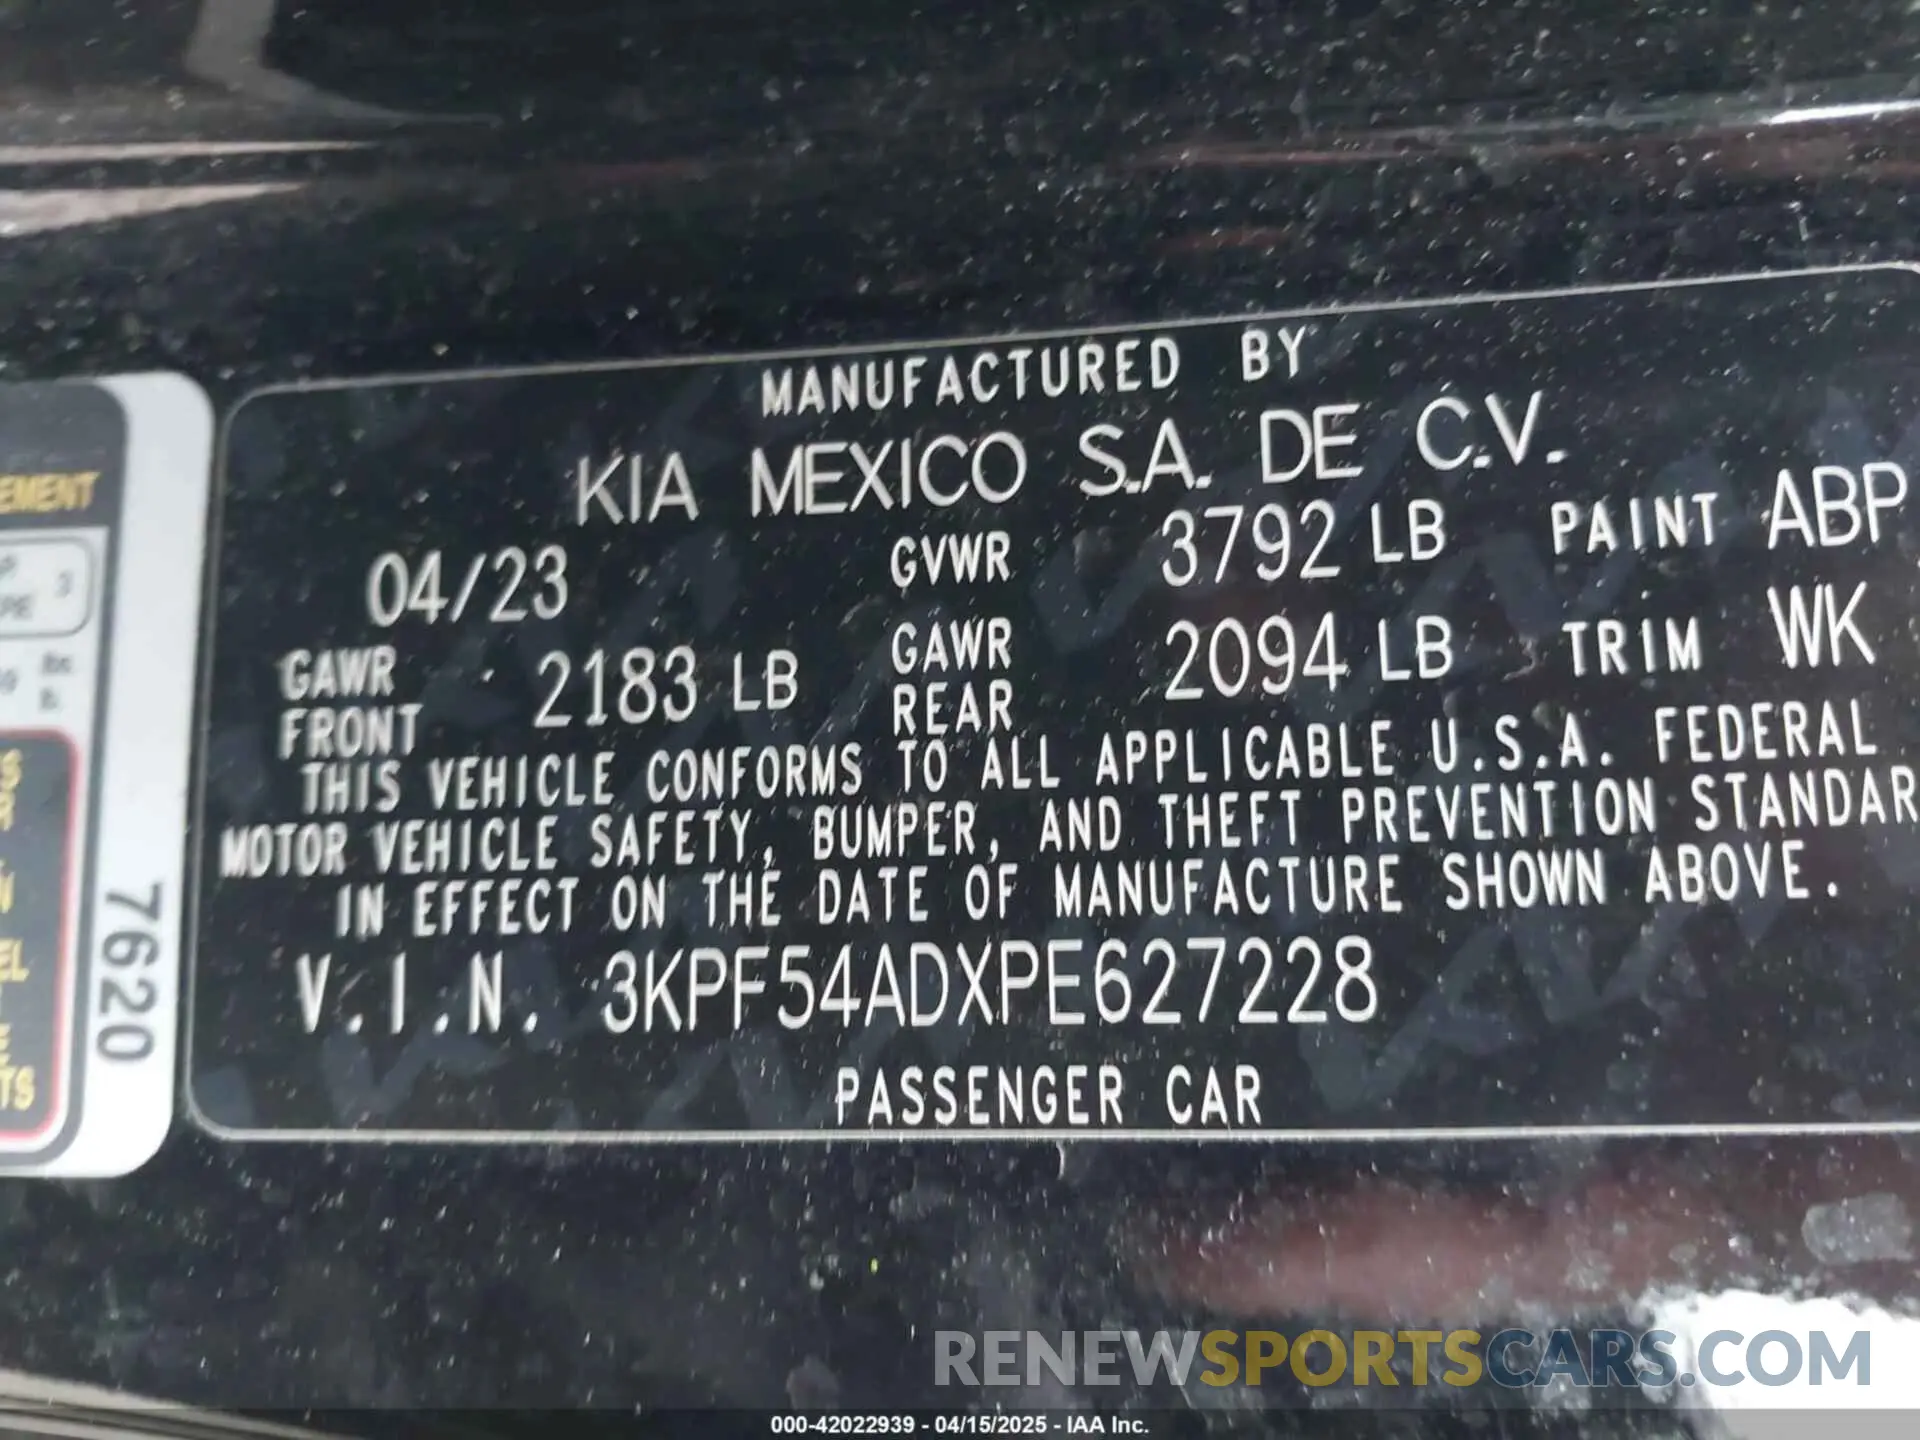 MANUFACTURED BY
KIA MEXICO S.A. DE C.V.
04/23 GVWR 3792 LB PAINT ABP
GAWR FRONT 2183 LB GAWR REAR 2094 LB TRIM WK
THIS VEHICLE CONFORMS TO ALL APPLICABLE U.S.A. FEDERAL
MOTOR VEHICLE SAFETY, BUMPER, AND THEFT PREVENTION STANDAR
IN EFFECT ON THE DATE OF MANUFACTURE SHOWN ABOVE.
V.I.N. 3KPF54ADXPE627228
PASSENGER CAR
EMENT
3
lbs.
7620
RENEWSPORTSCARS.COM
000-42022939 - 04/15/2025 - IAA Inc.